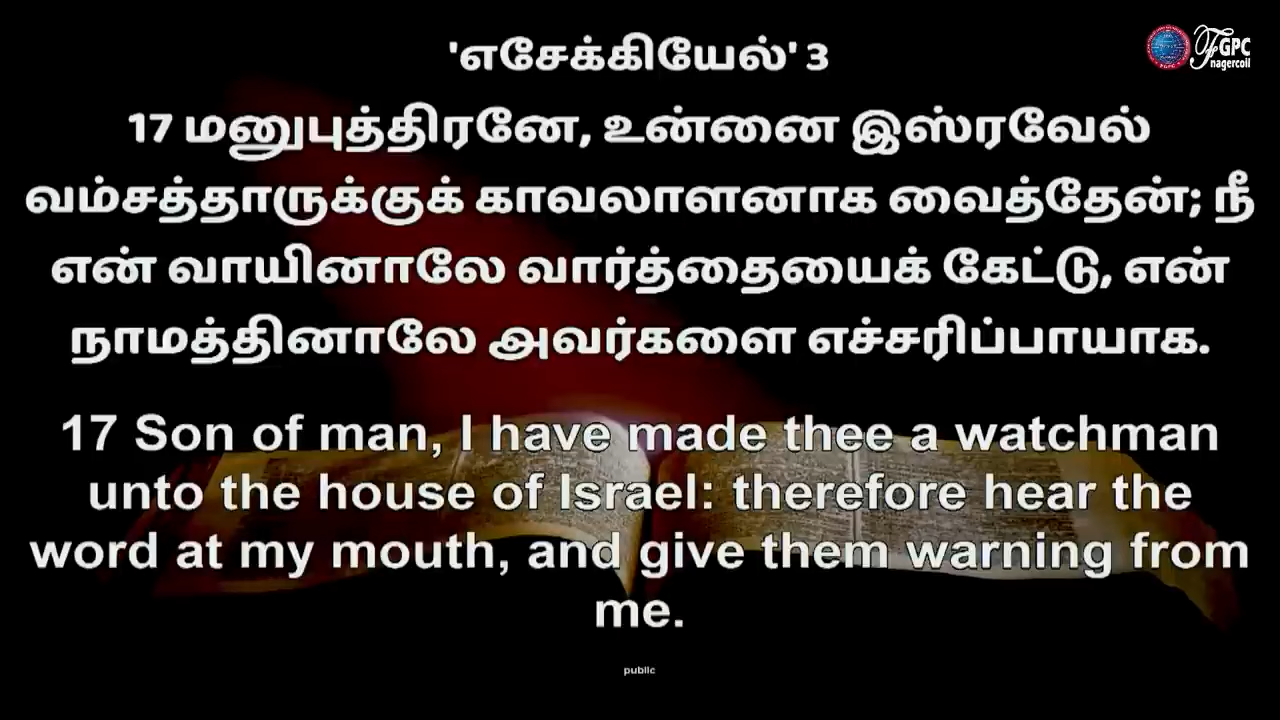 'எசேக்கியேல்' 3
17 மனுபுத்திரனே, உன்னை இஸ்ரவேல்
வம்சத்தாருக்குக் காவலாளனாக வைத்தேன்; நீ
என் வாயினாலே வார்த்தையைக் கேட்டு, என்
நாமத்தினாலே அவர்களை எச்சரிப்பாயாக.
17 Son of man, I have made thee a watchman
unto the house of Israel: therefore hear the
word at my mouth, and give them warning from
me.
public
GPC
nagercoil